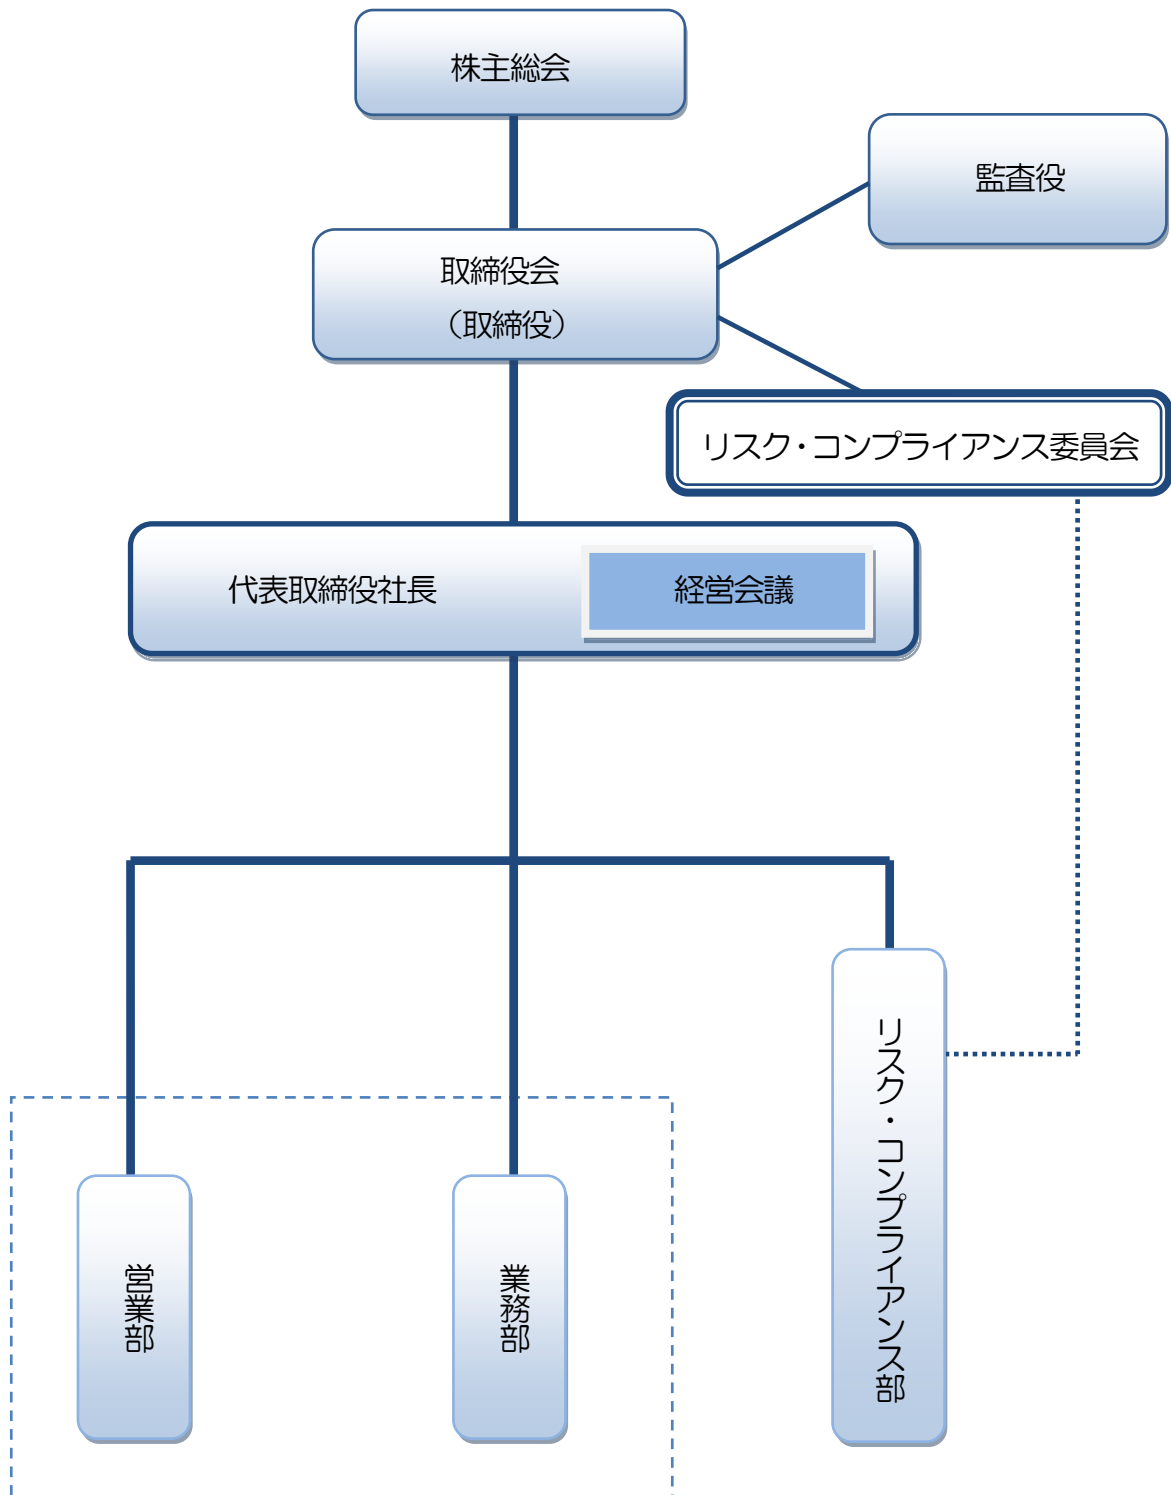 株主総会
監査役
取締役会
（取締役）
リスク・コンプライアンス委員会
代表取締役社長
経営会議
リスク・コンプライアンス部
営業部
業務部